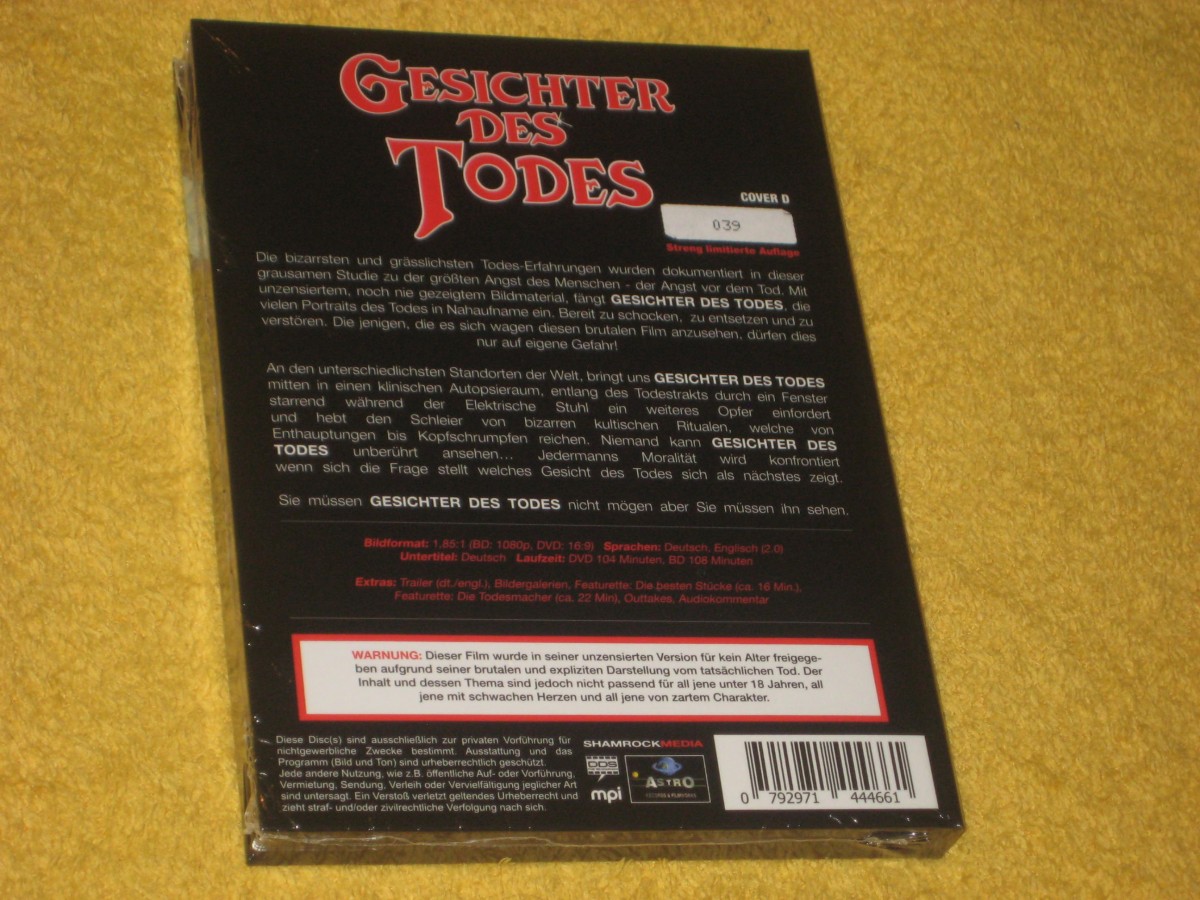 GESICHTER
DES
TODES
COVER D
039
Streng limitierte Auflage
Die bizarrsten und grässlichsten Todes-Erfahrungen wurden dokumentiert in dieser
grausamen Studie zu der größten Angst des Menschen - der Angst vor dem Tod. Mit
unzensiertem, noch nie gezeigtem Bildmaterial, fängt GESICHTER DES TODES, die
vielen Portraits des Todes in Nahaufname ein. Bereit zu schocken, zu entsetzen und zu
verstören. Die jenigen, die es sich wagen diesen brutalen Film anzusehen, dürfen dies
nur auf eigene Gefahr!
An den unterschiedlichsten Standorten der Welt, bringt uns GESICHTER DES TODES
mitten in einen klinischen Autopsieraum, entlang des Todestrakts durch ein Fenster
starrend während der Elektrische Stuhl ein weiteres Opfer einfordert
und hebt den Schleier von bizarren kultischen Ritualen, welche von
Enthauptungen bis Kopfschrumpfen reichen. Niemand kann GESICHTER DES
TODES unberührt ansehen... Jedermanns Moralität wird konfrontiert
wenn sich die Frage stellt welches Gesicht des Todes sich als nächstes zeigt.
Sie müssen GESICHTER DES TODES nicht mögen aber Sie müssen ihn sehen.
Bildformat: 1,85:1 (BD: 1080p, DVD: 16:9) Sprachen: Deutsch, Englisch (2.0)
Untertitel: Deutsch Laufzeit: DVD 104 Minuten, BD 108 Minuten
Extras: Trailer (dt./engl.), Bildergalerien, Featurette: Die besten Stücke (ca. 16 Min.),
Featurette: Die Todesmacher (ca. 22 Min), Outtakes, Audiokommentar
WARNUNG: Dieser Film wurde in seiner unzensierten Version für kein Alter freigege-
ben aufgrund seiner brutalen und expliziten Darstellung vom tatsächlichen Tod. Der
Inhalt und dessen Thema sind jedoch nicht passend für all jene unter 18 Jahren, all
jene mit schwachen Herzen und all jene von zartem Charakter.
Diese Disc(s) sind ausschließlich zur privaten Vorführung für
nichtgewerbliche Zwecke bestimmt. Ausstattung und das
Programm (Bild und Ton) sind urheberrechtlich geschützt.
Jede andere Nutzung, wie z.B. öffentliche Auf- oder Vorführung,
Vermietung, Sendung, Verleih oder Vervielfältigung jeglicher Art
sind untersagt. Ein Verstoß verletzt geltendes Urheberrecht und
zieht straf- und/oder zivilrechtliche Verfolgung nach sich.
SHAMROCKMEDIA
mpi
ASTRO
0 792971 444661